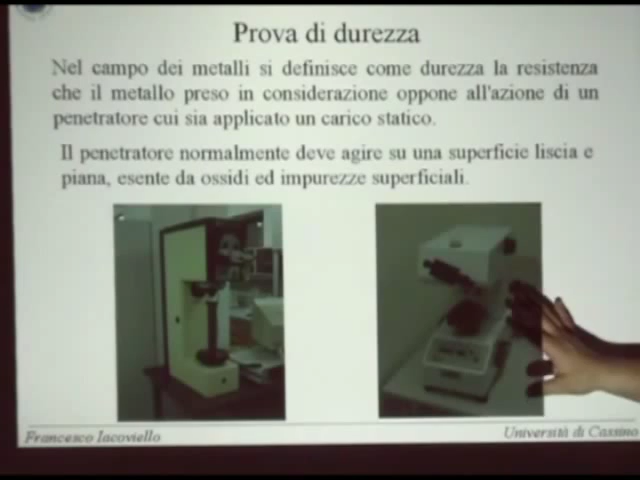 Prova di durezza
Nel campo dei metalli si definisce come durezza la resistenza
che il metallo preso in considerazione oppone all'azione di un
penetratore cui sia applicato un carico statico.
Il penetratore normalmente deve agire su una superficie liscia e
piana, esente da ossidi ed impurezze superficiali.
Francesco Iacoviello
Università di Cassino